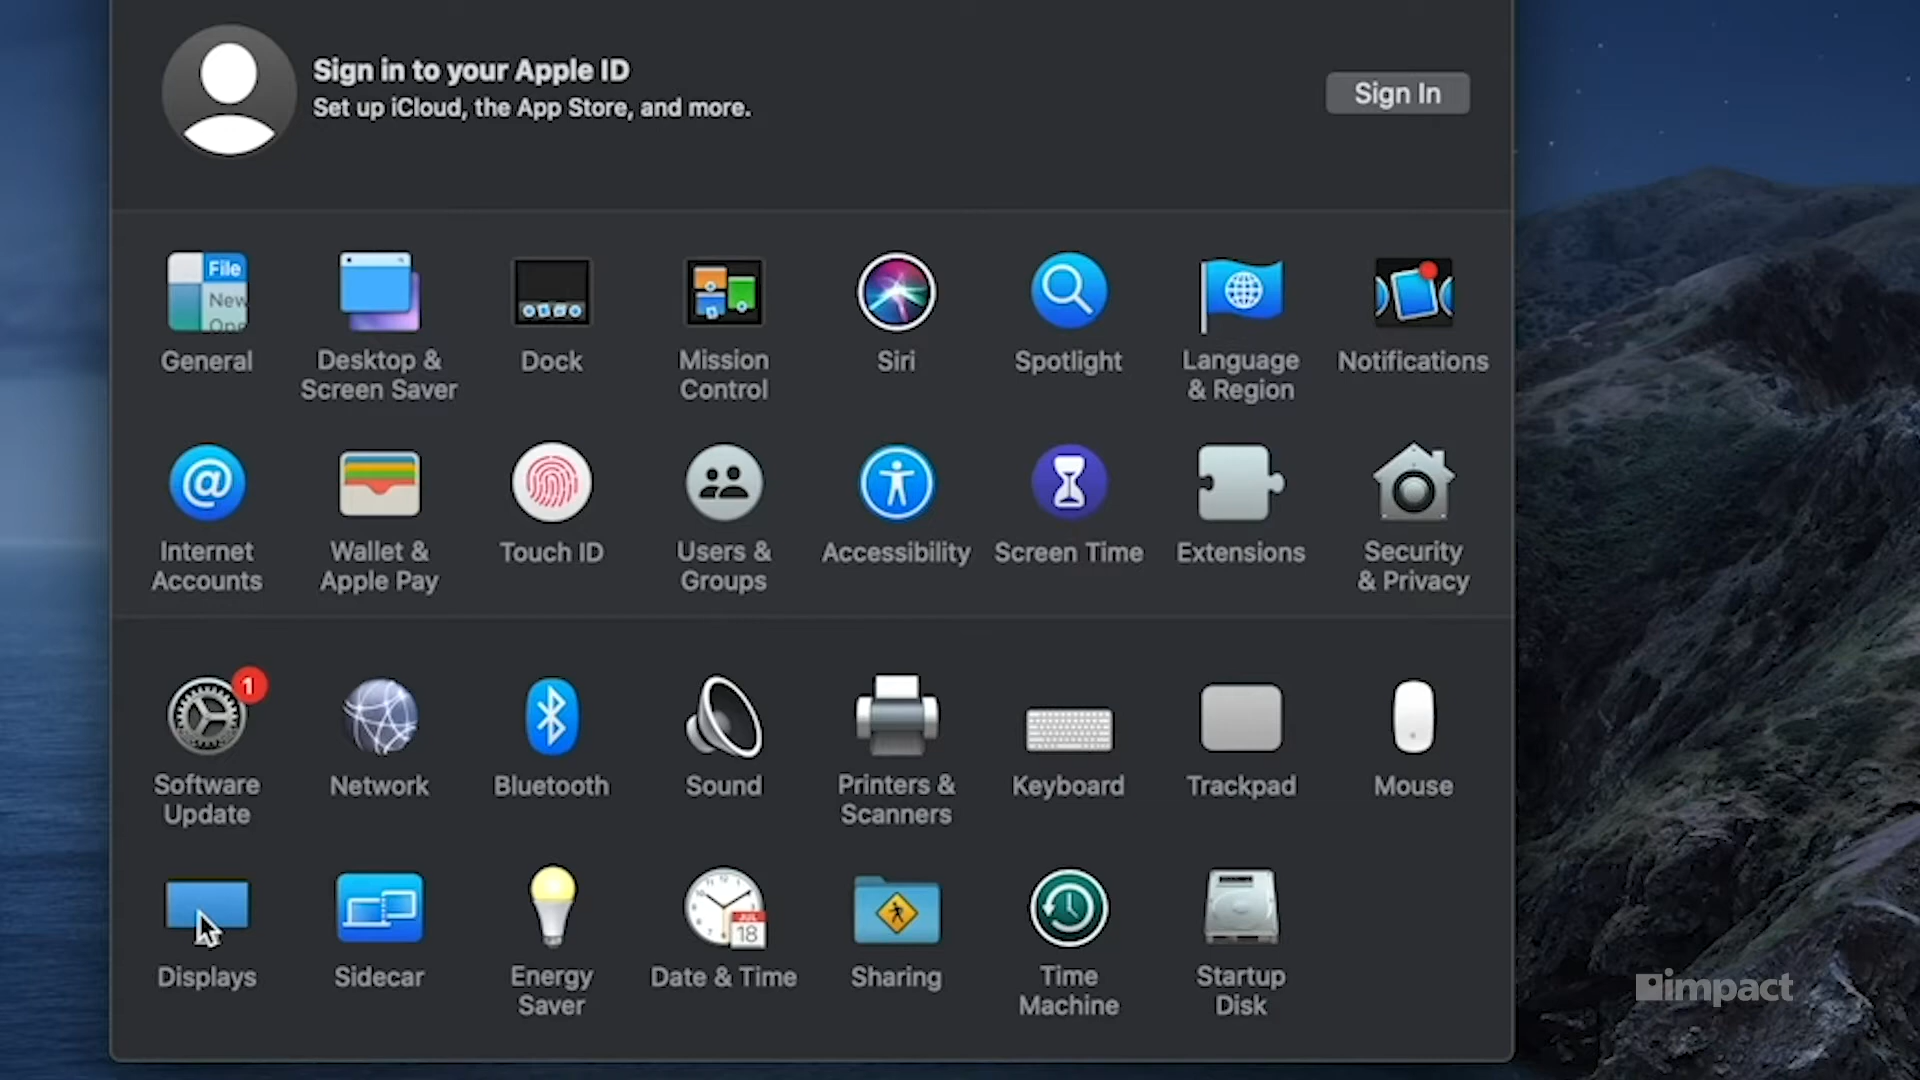 Sign in to your Apple ID
Set up iCloud, the App Store, and more.
Sign In
File
New
General
Desktop &
Screen Saver
Dock
Mission
Control
Siri
Spotlight
Language
& Region
Notifications
@
Internet
Accounts
Wallet &
Apple Pay
Touch ID
Users &
Groups
Accessibility
Screen Time
Extensions
Security
& Privacy
1
Software
Update
Network
Bluetooth
Sound
Printers &
Scanners
Keyboard
Trackpad
Mouse
Displays
Sidecar
Energy
Saver
JUL
18
Date & Time
Sharing
Time
Machine
Startup
Disk
impact